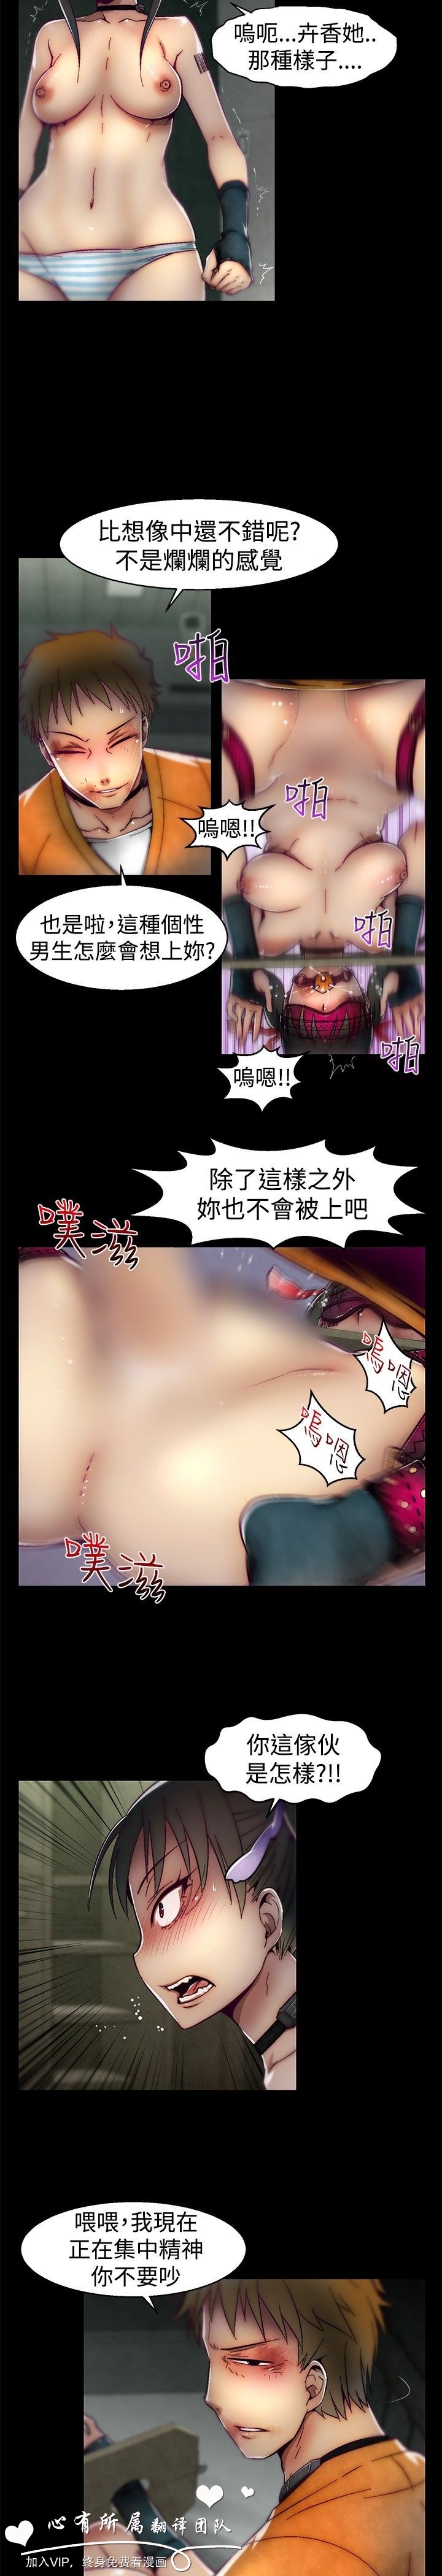 嗚呃...卉香她..
那種樣子....
比想像中還不錯呢?
不是爛爛的感覺
啪
啪
嗚嗯!!
也是啦,這種個性
男生怎麼會想上妳?
啪
啪
嗚嗯!!
除了這樣之外
妳也不會被上吧
噗滋
嗚嗯
嗚嗯
噗滋
你這傢伙
是怎樣?!!
喂喂,我現在
正在集中精神
你不要吵
心有所属翻译团队
加入VIP，终身免费看漫画